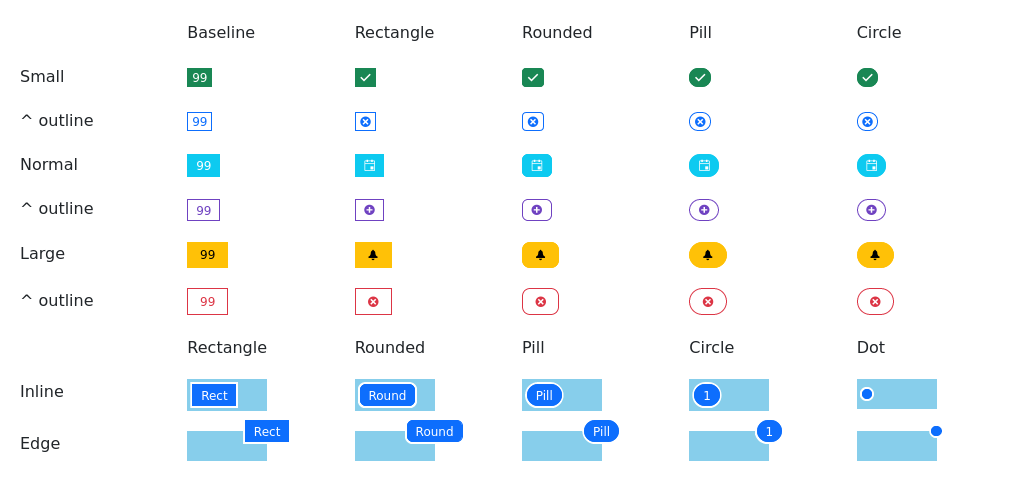 Baseline Rectangle Rounded Pill Circle
Small 99
^ outline 99
Normal 99
^ outline 99
Large 99
^ outline 99
Rectangle Rounded Pill Circle Dot
Inline Rect Round Pill 1
Edge Rect Round Pill 1